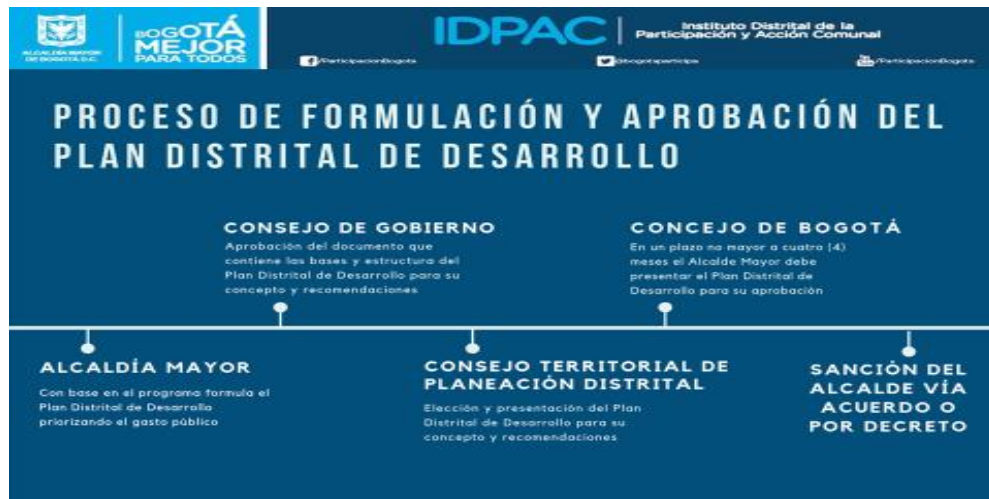 ALCALDÍA MAYOR
DE BOGOTÁ D.C.
BOGOTÁ
MEJOR
PARA TODOS
IDPAC
Instituto Distrital de la
Participación y Acción Comunal
/ParticipacionBogota
@bogotaparticipa
/ParticipacionBogota
PROCESO DE FORMULACIÓN Y APROBACIÓN DEL
PLAN DISTRITAL DE DESARROLLO
CONSEJO DE GOBIERNO
Aprobación del documento que
contiene las bases y estructura del
Plan Distrital de Desarrollo para su
concepto y recomendaciones
CONCEJO DE BOGOTÁ
En un plazo no mayor a cuatro (4)
meses el Alcalde Mayor debe
presentar el Plan Distrital de
Desarrollo para su aprobación
ALCALDÍA MAYOR
Con base en el programa formula el
Plan Distrital de Desarrollo
priorizando el gasto público
CONSEJO TERRITORIAL DE
PLANEACIÓN DISTRITAL
Elección y presentación del Plan
Distrital de Desarrollo para su
concepto y recomendaciones
SANCIÓN DEL
ALCALDE VÍA
ACUERDO O
POR DECRETO